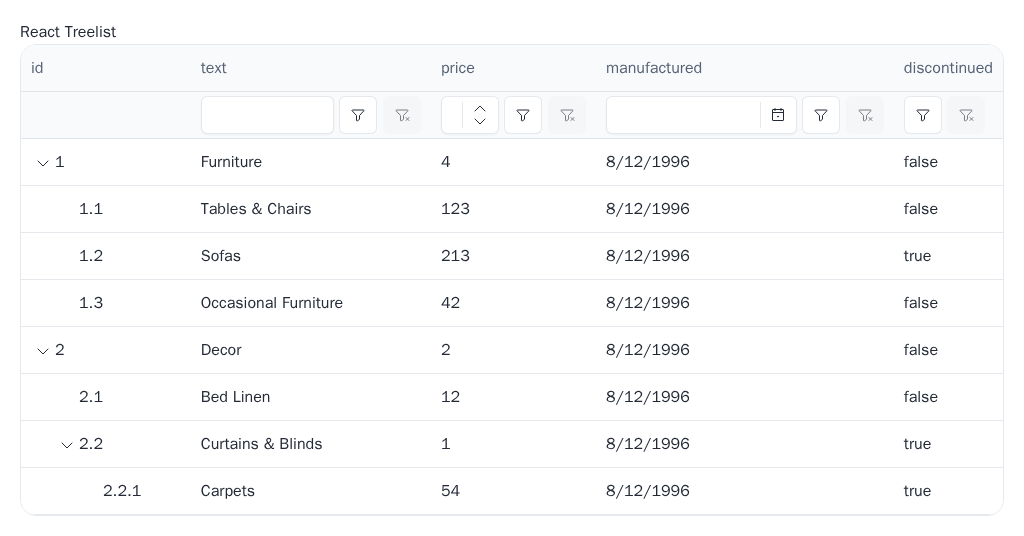 React Treelist
id text price manufactured discontinued
1 Furniture 4 8/12/1996 false
1.1 Tables & Chairs 123 8/12/1996 false
1.2 Sofas 213 8/12/1996 true
1.3 Occasional Furniture 42 8/12/1996 false
2 Decor 2 8/12/1996 false
2.1 Bed Linen 12 8/12/1996 false
2.2 Curtains & Blinds 1 8/12/1996 true
2.2.1 Carpets 54 8/12/1996 true